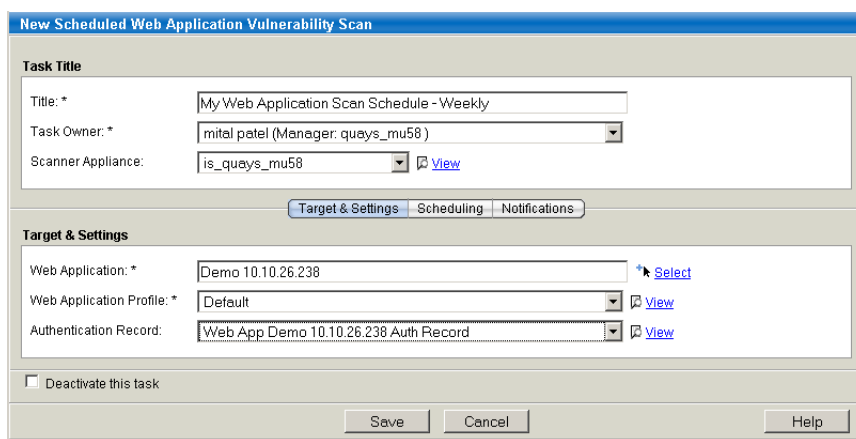 New Scheduled Web Application Vulnerability Scan
Task Title
Title: * My Web Application Scan Schedule - Weekly
Task Owner: * mital patel (Manager: quays_mu58 )
Scanner Appliance: is_quays_mu58 View
Target & Settings Scheduling Notifications
Target & Settings
Web Application: * Demo 10.10.26.238 Select
Web Application Profile: * Default View
Authentication Record: Web App Demo 10.10.26.238 Auth Record View
Deactivate this task
Save Cancel Help